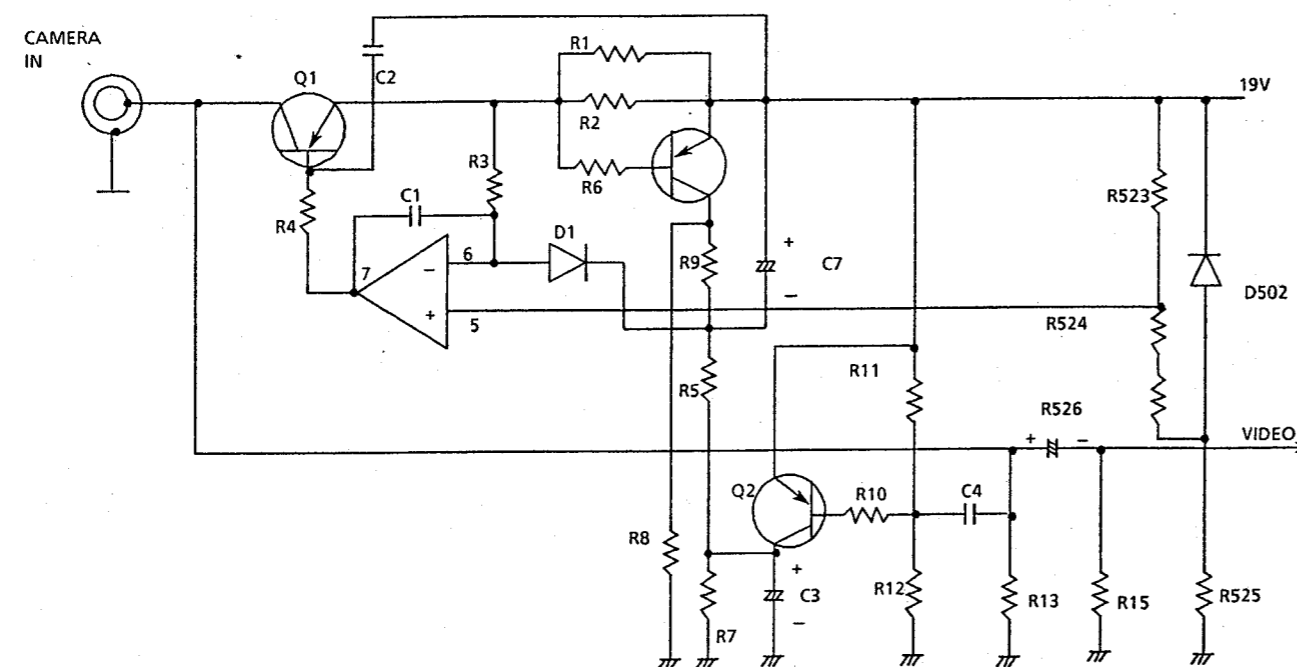 CAMERA
IN
Q1
C2
R1
R2
R6
19V
R3
R4
C1
D1
7
6
5
−
+
R9
+
C7
−
R523
D502
R524
R5
R11
R526
+
−
VIDEO
Q2
R10
C4
R8
R7
+
C3
−
R12
R13
R15
R525